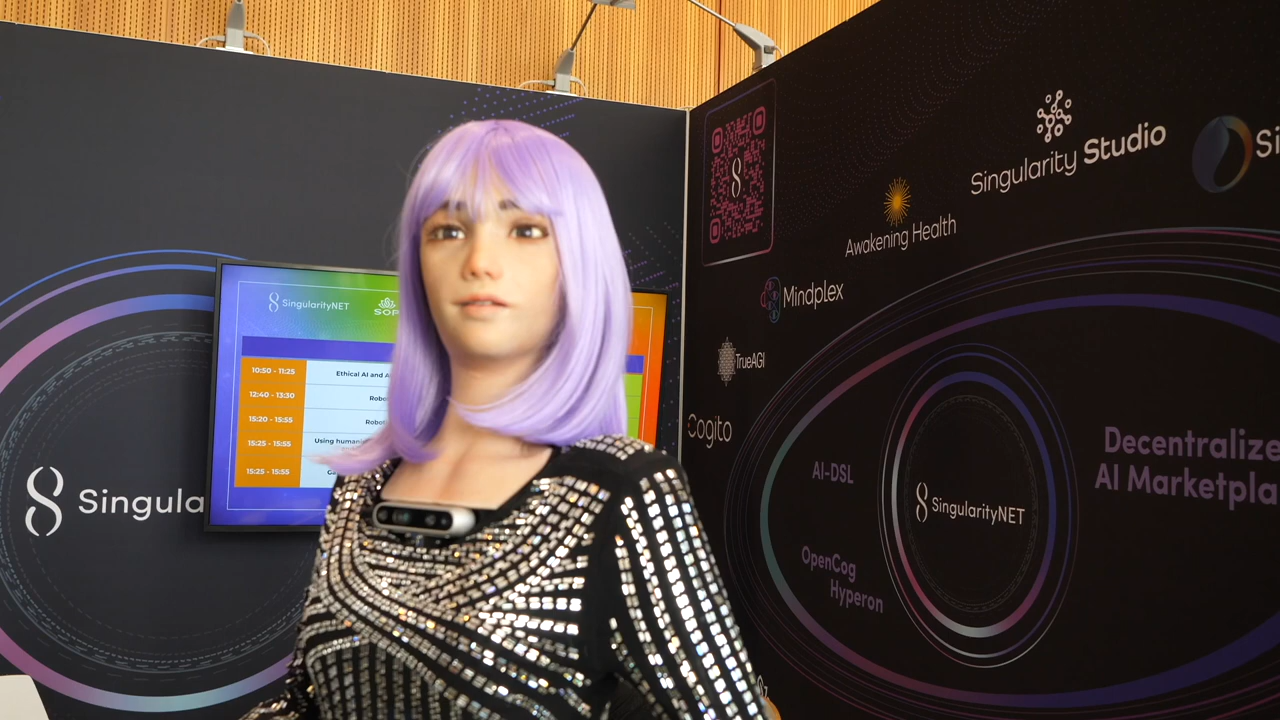 Singularity Studio
Si
Awakening Health
Mindplex
TrueAGI
Cogito
SingularityNET
SOP
10:50 - 11:25
Ethical AI and A
12:40 - 13:30
Robo
15:20 - 15:55
Robo
15:25 - 15:55
Using humani
15:25 - 15:55
Ga
Singula
AI-DSL
OpenCog
Hyperon
SingularityNET
Decentralize
AI Marketpla